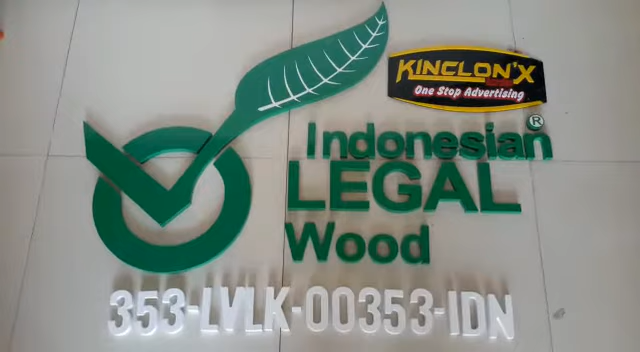 KINCLON'X
One Stop Advertising
Indonesian ®
LEGAL
Wood
353-LVLK-00353-IDN